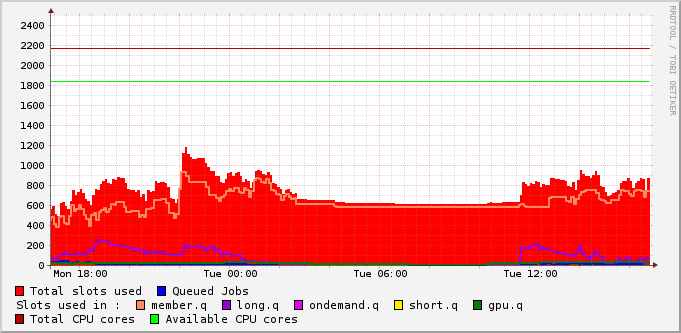 RRDTOOL / TOBI OETIKER
2400
2200
2000
1800
1600
1400
1200
1000
800
600
400
200
0
Mon 18:00 Tue 00:00 Tue 06:00 Tue 12:00
Total slots used Queued Jobs
Slots used in : member.q long.q ondemand.q short.q gpu.q
Total CPU cores Available CPU cores